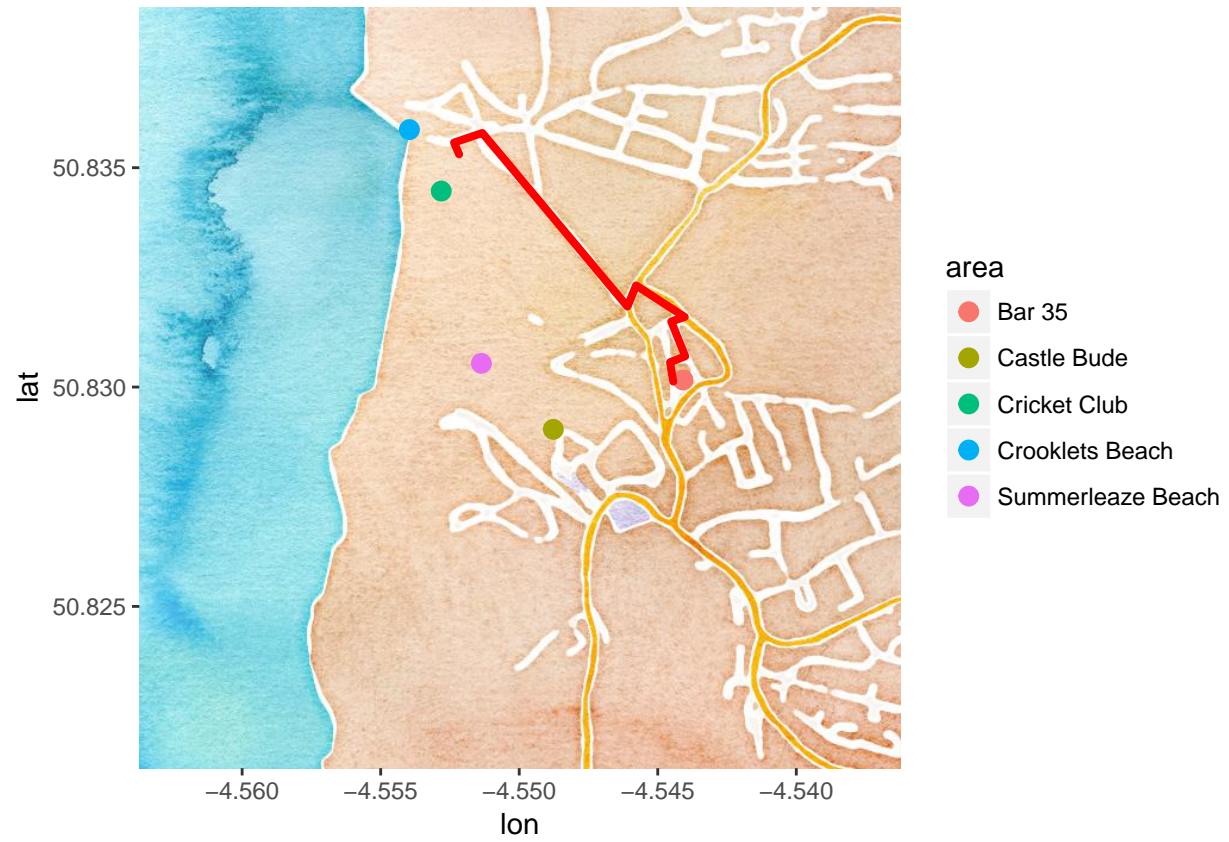 lat
50.835
50.830
50.825
−4.560
−4.555
−4.550
−4.545
−4.540
lon
area
Bar 35
Castle Bude
Cricket Club
Crooklets Beach
Summerleaze Beach